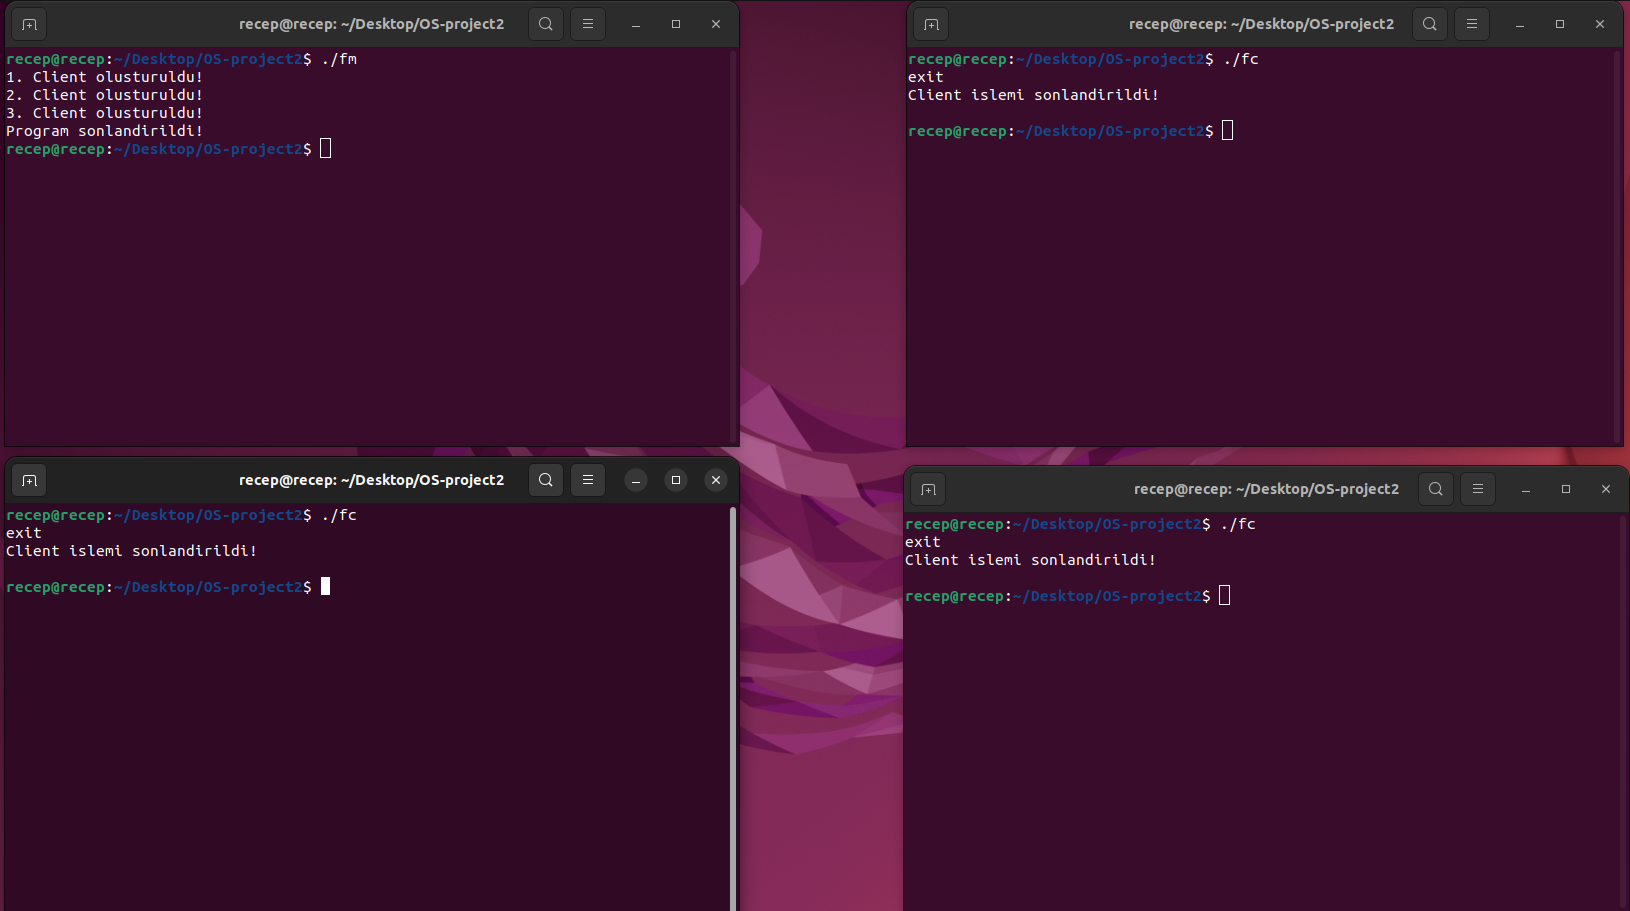 recep@recep: ~/Desktop/OS-project2
recep@recep:~/Desktop/OS-project2$ ./fm
1. Client olusturuldu!
2. Client olusturuldu!
3. Client olusturuldu!
Program sonlandirildi!
recep@recep:~/Desktop/OS-project2$
recep@recep: ~/Desktop/OS-project2
recep@recep:~/Desktop/OS-project2$ ./fc
exit
Client islemi sonlandirildi!
recep@recep:~/Desktop/OS-project2$
recep@recep: ~/Desktop/OS-project2
recep@recep:~/Desktop/OS-project2$ ./fc
exit
Client islemi sonlandirildi!
recep@recep:~/Desktop/OS-project2$
recep@recep: ~/Desktop/OS-project2
recep@recep:~/Desktop/OS-project2$ ./fc
exit
Client islemi sonlandirildi!
recep@recep:~/Desktop/OS-project2$